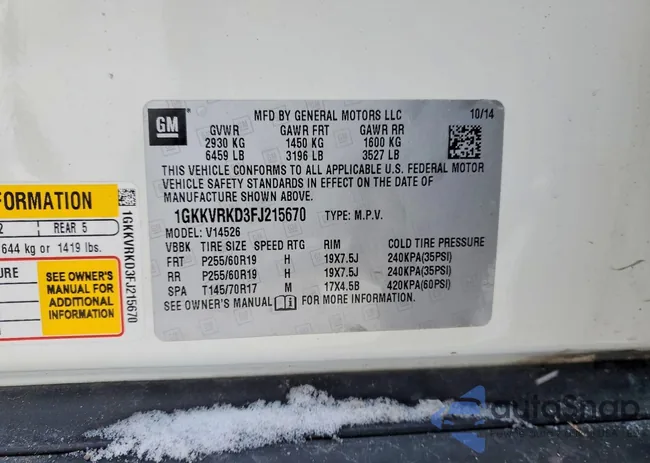 GM
MFD BY GENERAL MOTORS LLC 10/14
GVWR GAWR FRT GAWR RR
2930 KG 1450 KG 1600 KG
6459 LB 3196 LB 3527 LB
THIS VEHICLE CONFORMS TO ALL APPLICABLE U.S. FEDERAL MOTOR
VEHICLE SAFETY STANDARDS IN EFFECT ON THE DATE OF
MANUFACTURE SHOWN ABOVE.
1GKKVRKD3FJ215670 TYPE: M.P.V.
MODEL: V14526
VBBK TIRE SIZE SPEED RTG RIM COLD TIRE PRESSURE
FRT P255/60R19 H 19X7.5J 240KPA(35PSI)
RR P255/60R19 H 19X7.5J 240KPA(35PSI)
SPA T145/70R17 M 17X4.5B 420KPA(60PSI)
SEE OWNER'S MANUAL i FOR MORE INFORMATION.
FORMATION
2 REAR 5
644 kg or 1419 lbs.
URE
SEE OWNER'S
MANUAL FOR
ADDITIONAL
INFORMATION
1GKKVRKD3FJ215670
autoSnap